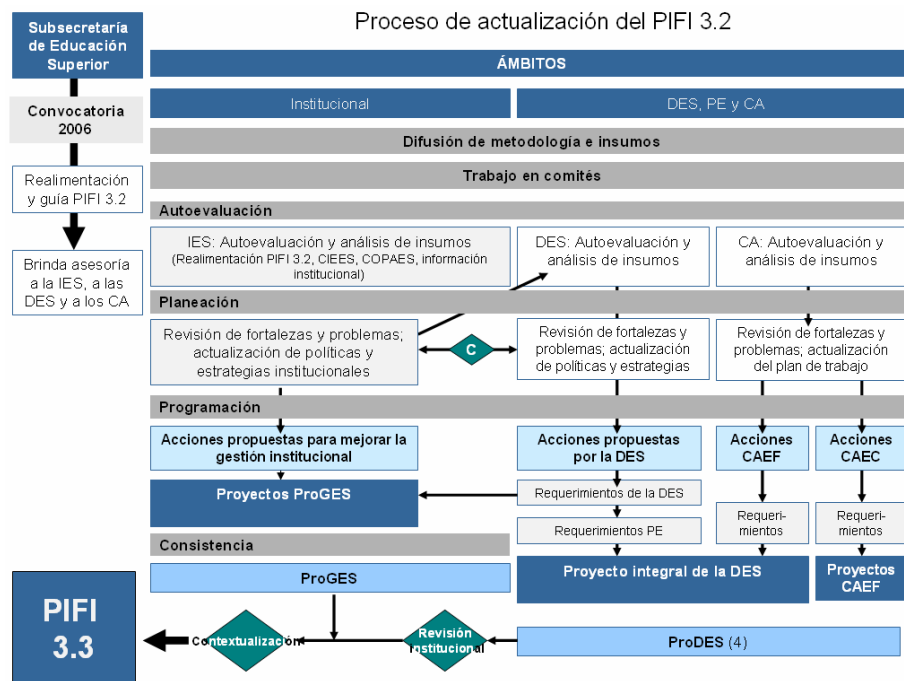 Proceso de actualización del PIFI 3.2
Subsecretaría
de Educación
Superior
Convocatoria
2006
Realimentación
y guía PIFI 3.2
Brinda asesoría
a la IES, a las
DES y a los CA
ÁMBITOS
Institucional
DES, PE y CA
Difusión de metodología e insumos
Trabajo en comités
Autoevaluación
IES: Autoevaluación y análisis de insumos
(Realimentación PIFI 3.2, CIEES, COPAES, información
institucional)
DES: Autoevaluación y
análisis de insumos
CA: Autoevaluación y
análisis de insumos
Planeación
Revisión de fortalezas y problemas;
actualización de políticas y
estrategias institucionales
C
Revisión de fortalezas y
problemas; actualización
de políticas y estrategias
Revisión de fortalezas y
problemas; actualización
del plan de trabajo
Programación
Acciones propuestas para mejorar la
gestión institucional
Acciones propuestas
por la DES
Acciones
CAEF
Acciones
CAEC
Proyectos ProGES
Requerimientos de la DES
Requerimientos PE
Requeri-
mientos
Requeri-
mientos
Consistencia
ProGES
Proyecto integral de la DES
Proyectos
CAEF
PIFI
3.3
Contextualización
Revisión
institucional
ProDES (4)